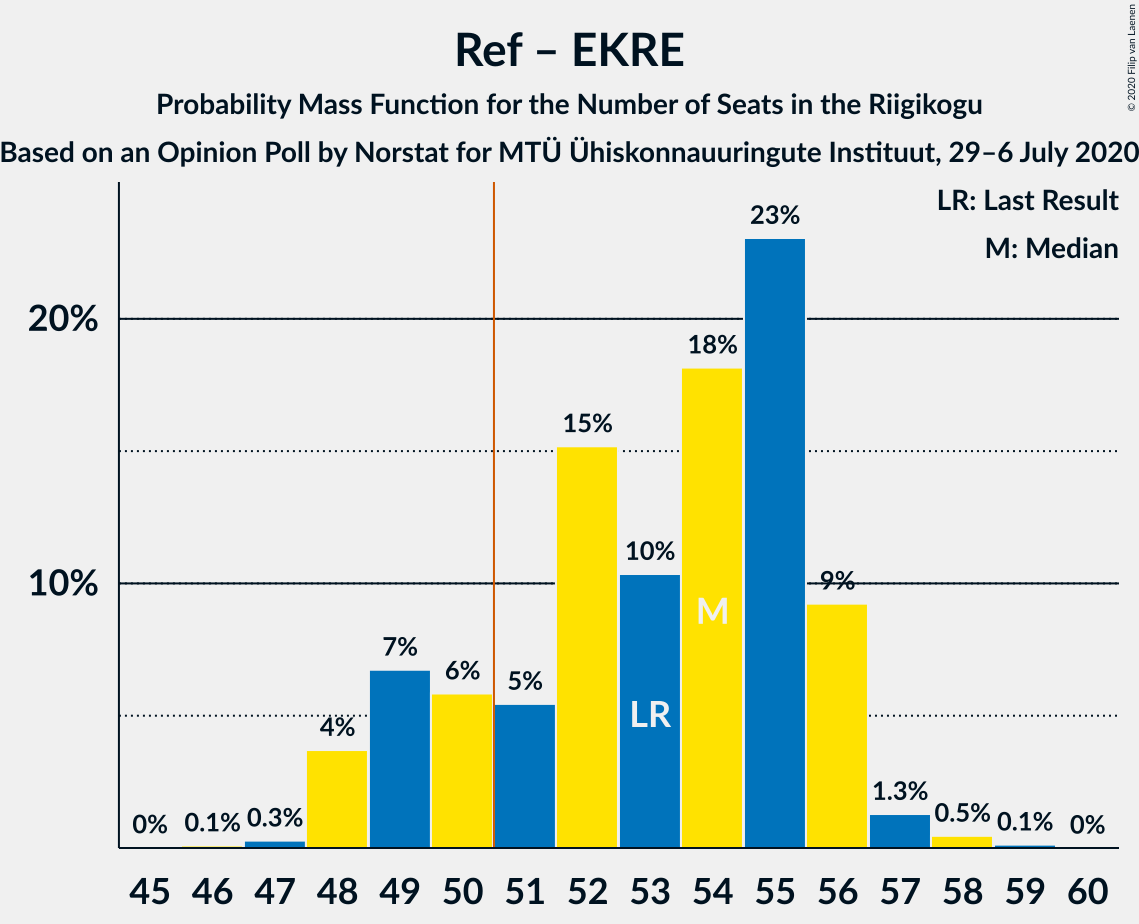 Ref – EKRE
Probability Mass Function for the Number of Seats in the Riigikogu
Based on an Opinion Poll by Norstat for MTÜ Ühiskonnauuringute Instituut, 29–6 July 2020
© 2020 Filip van Laenen
LR: Last Result
M: Median
20%
10%
0%
0.1%
0.3%
4%
7%
6%
5%
15%
10%
18%
23%
9%
1.3%
0.5%
0.1%
0%
M
LR
45 46 47 48 49 50 51 52 53 54 55 56 57 58 59 60